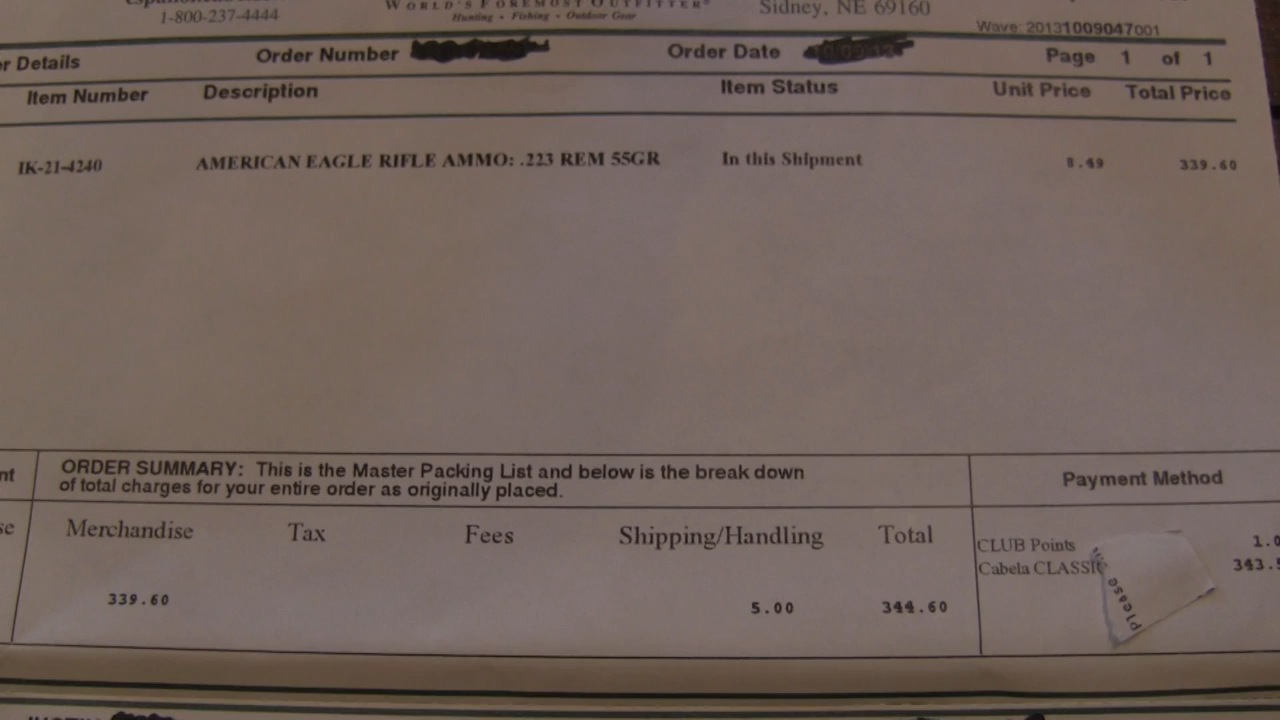 1-800-237-4444
WORLD'S FOREMOST OUTFITTER®
Hunting • Fishing • Outdoor Gear
Sidney, NE 69160
Wave: 20131009047001
r Details
Order Number
Order Date
Page 1 of 1
Item Number Description Item Status Unit Price Total Price
IK-21-4240 AMERICAN EAGLE RIFLE AMMO: .223 REM 55GR In this Shipment 8.49 339.60
nt
ORDER SUMMARY: This is the Master Packing List and below is the break down
of total charges for your entire order as originally placed.
Payment Method
se
Merchandise Tax Fees Shipping/Handling Total
CLUB Points 1.0
Cabela CLASSIC 343.5
Please
339.60 5.00 344.60